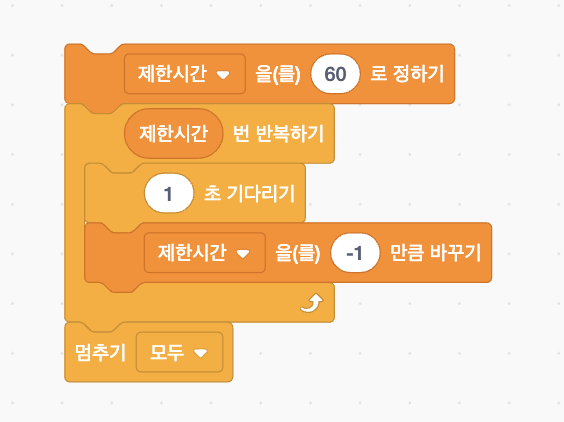 제한시간 을(를) 60 로 정하기
제한시간 번 반복하기
1 초 기다리기
제한시간 을(를) -1 만큼 바꾸기
멈추기 모두